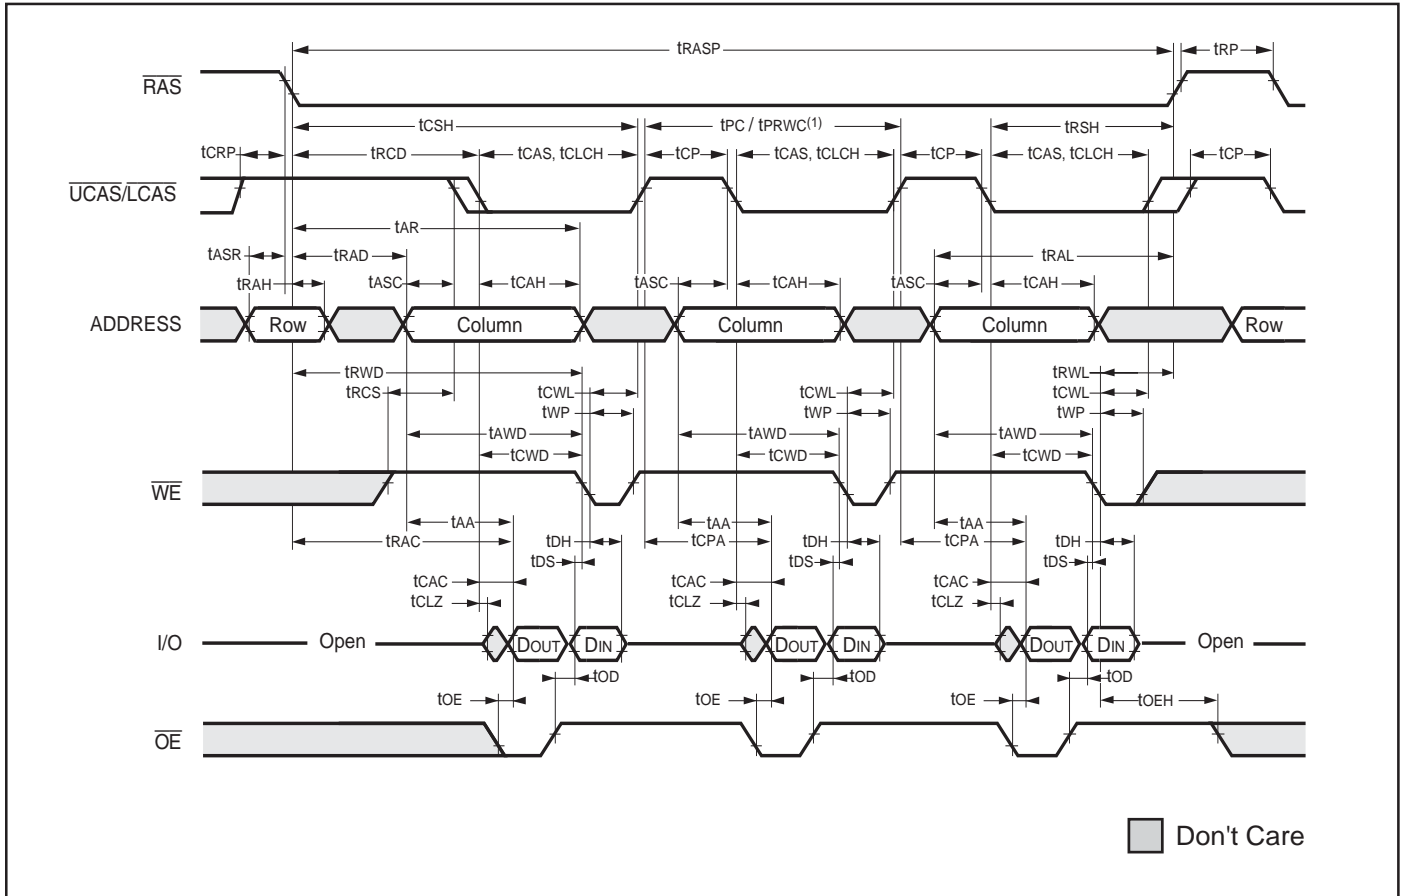 tRASP tRP
RAS
tCSH tPC / tPRWC(1) tRSH
tCRP tRCD tCAS, tCLCH tCP tCAS, tCLCH tCP tCAS, tCLCH tCP
UCAS/LCAS
tAR
tASR tRAD tRAL
tRAH tASC tCAH tASC tCAH tASC tCAH
ADDRESS Row Column Column Column Row
tRWD tRWL
tRCS tCWL tCWL tCWL
tWP tWP tWP
tAWD tAWD tAWD
tCWD tCWD tCWD
WE
tAA tAA tAA
tRAC tDH tCPA tDH tCPA tDH
tDS tDS tDS
tCAC tCAC tCAC
tCLZ tCLZ tCLZ
I/O Open DOUT DIN DOUT DIN DOUT DIN Open
tOD tOD tOD
tOE tOE tOE tOEH
OE
Don't Care